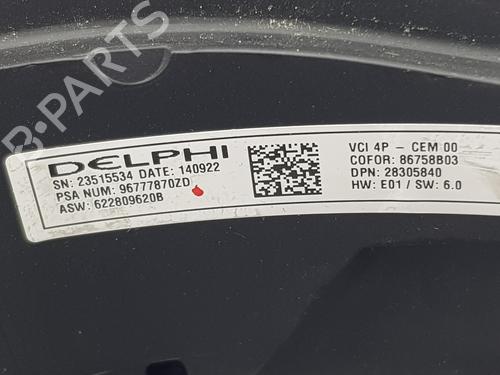 B-PARTS
DELPHI
SN: 23515534 DATE: 140922
PSA NUM: 96777870ZD
ASW: 622809620B
VCI 4P - CEM 00
COFOR: 86758B03
DPN: 28305840
HW: E01 / SW: 6.0